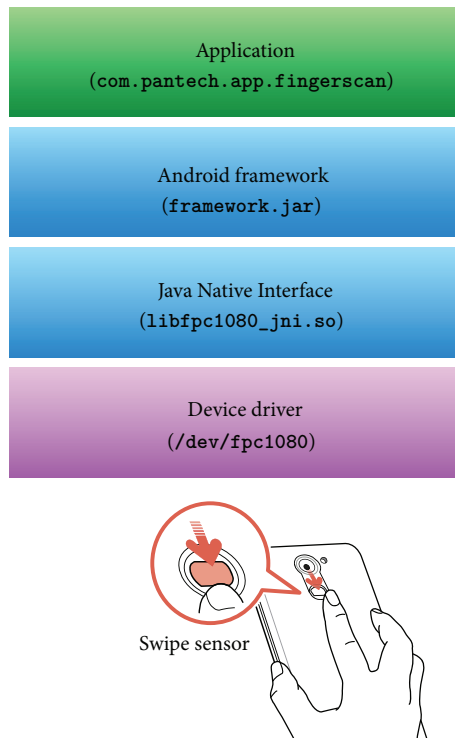 Application
(com.pantech.app.fingerscan)
Android framework
(framework.jar)
Java Native Interface
(libfpc1080_jni.so)
Device driver
(/dev/fpc1080)
Swipe sensor